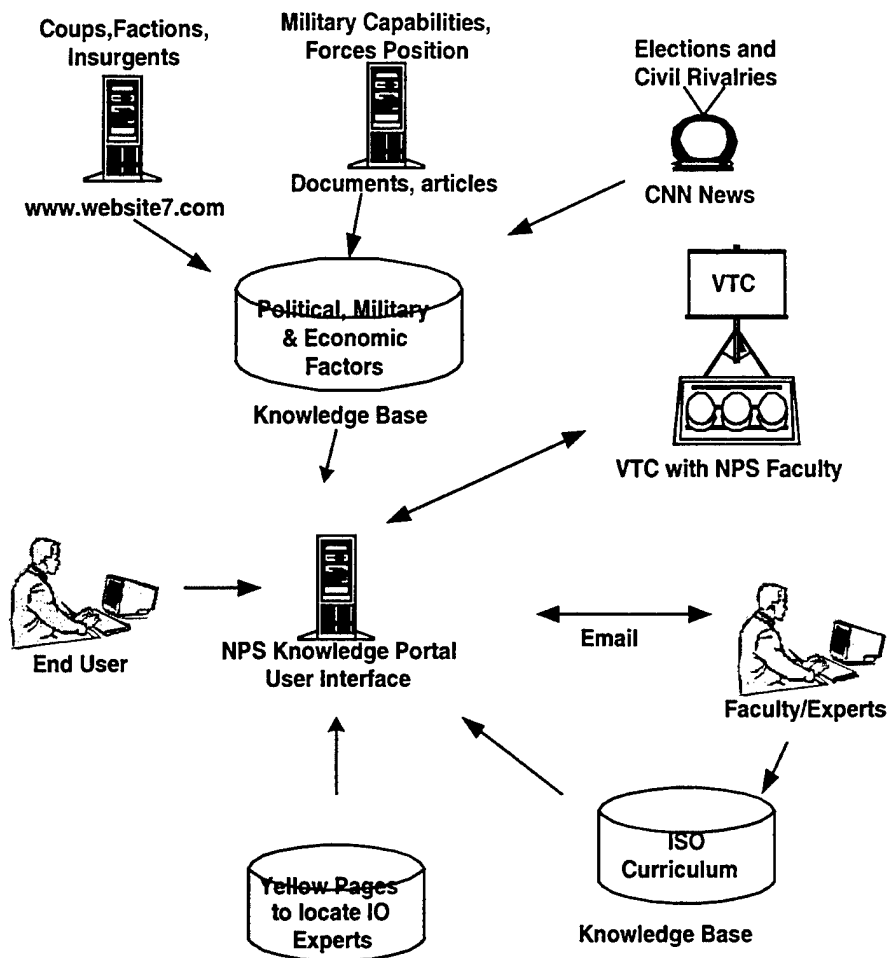 Coups,Factions,
Insurgents
Military Capabilities,
Forces Position
Elections and
Civil Rivalries
www.website7.com
Documents, articles
CNN News
Political, Military
& Economic
Factors
Knowledge Base
VTC
VTC with NPS Faculty
End User
NPS Knowledge Portal
User Interface
Email
Faculty/Experts
Yellow Pages
to locate IO
Experts
ISO
Curriculum
Knowledge Base